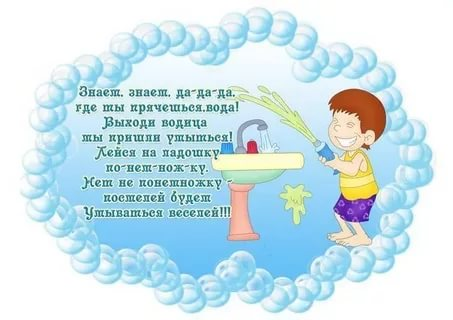 Знаем, знаем, да-да-да,
где ты прячешься,вода!
Выходи водица
мы пришли умыться!
Лейся на ладошку
по-нем-нож-ку.
Нет не понемножку -
посмелей будем
Умываться веселей!!!